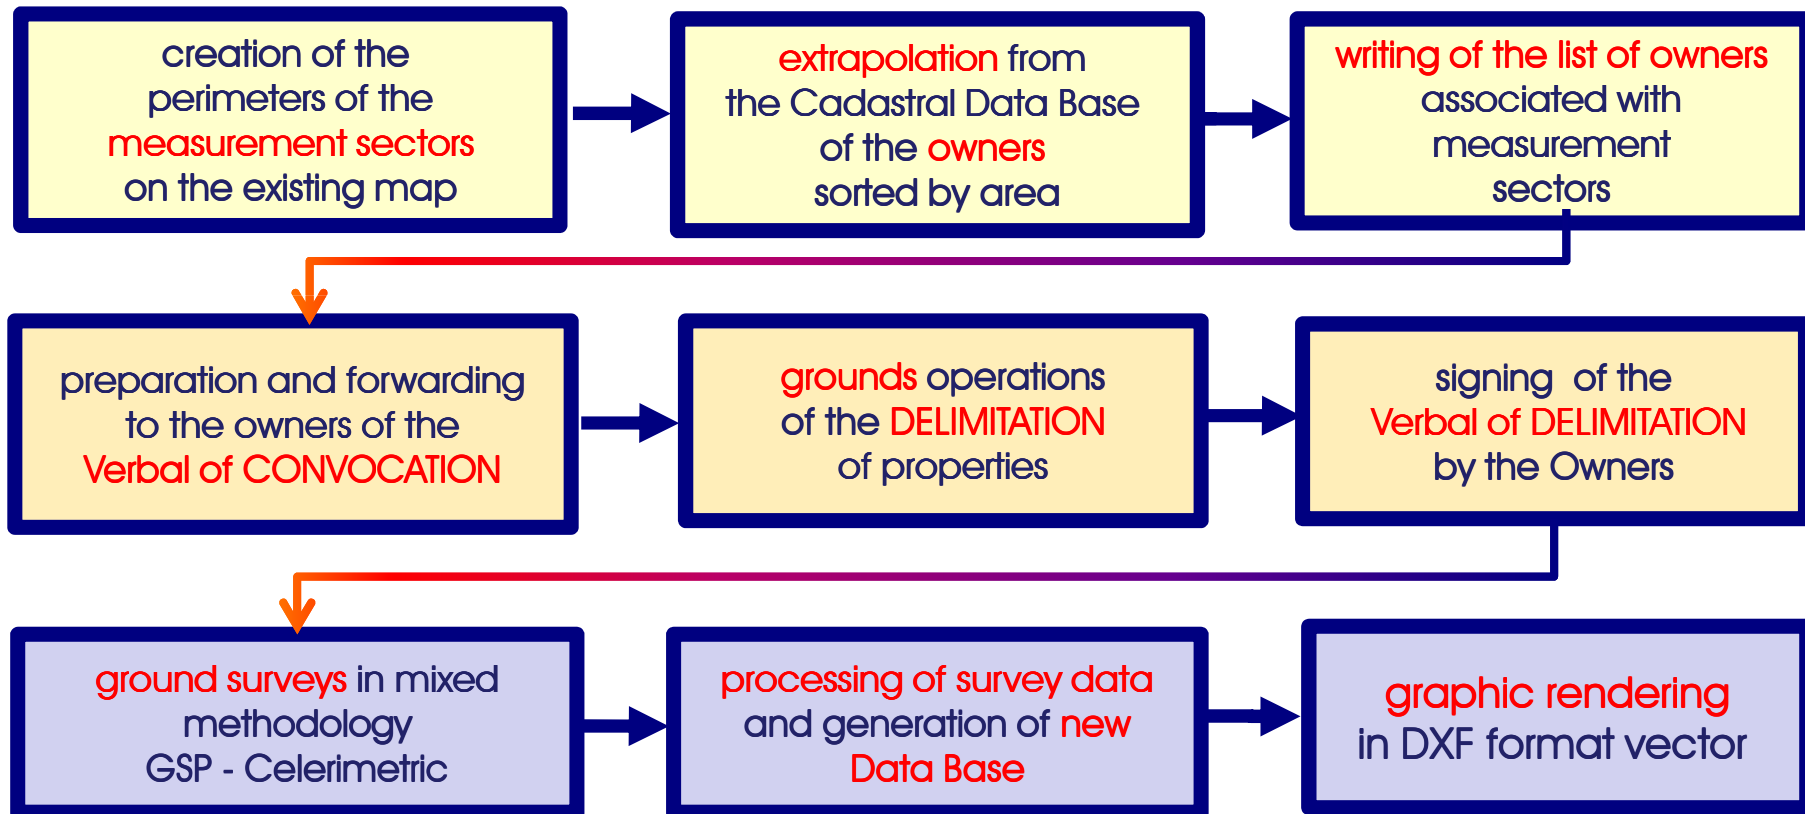 creation of the
perimeters of the
measurement sectors
on the existing map
extrapolation from
the Cadastral Data Base
of the owners
sorted by area
writing of the list of owners
associated with
measurement
sectors
preparation and forwarding
to the owners of the
Verbal of CONVOCATION
grounds operations
of the DELIMITATION
of properties
signing of the
Verbal of DELIMITATION
by the Owners
ground surveys in mixed
methodology
GSP - Celerimetric
processing of survey data
and generation of new
Data Base
graphic rendering
in DXF format vector